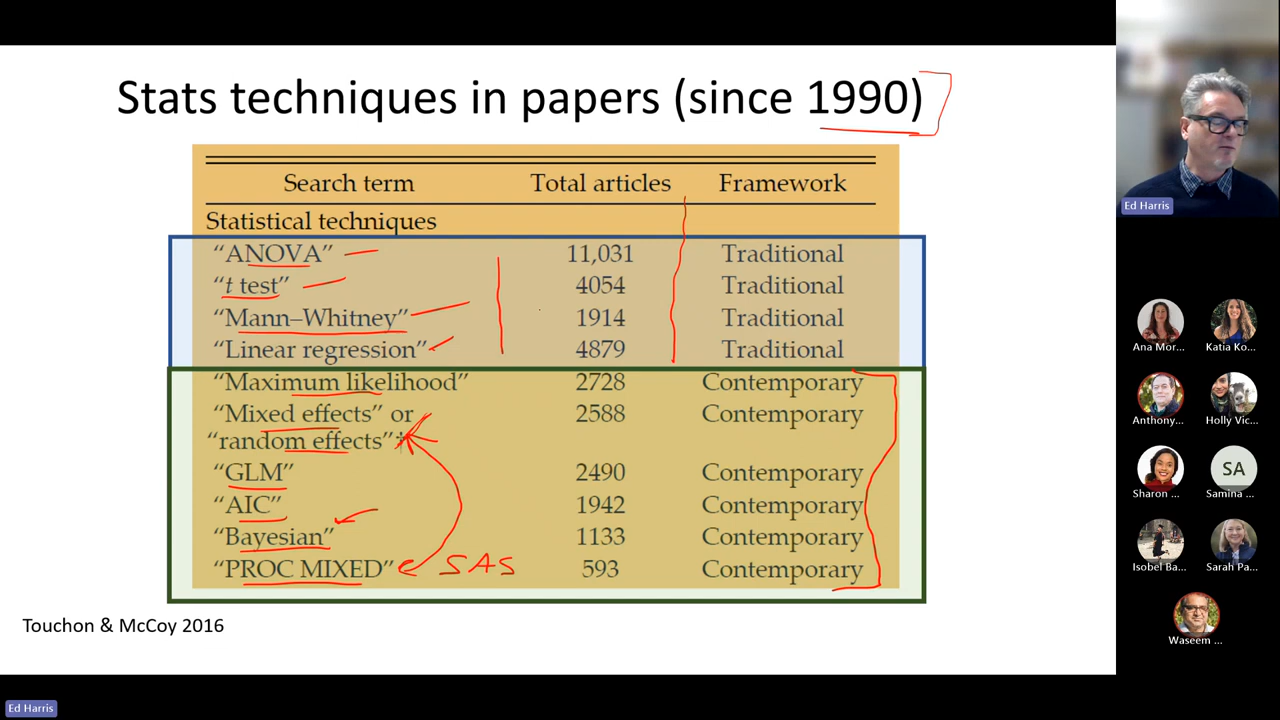 Stats techniques in papers (since 1990)
Search term Total articles Framework
Statistical techniques
“ANOVA” 11,031 Traditional
“t test” 4054 Traditional
“Mann–Whitney” 1914 Traditional
“Linear regression” 4879 Traditional
“Maximum likelihood” 2728 Contemporary
“Mixed effects” or 2588 Contemporary
“random effects”
“GLM” 2490 Contemporary
“AIC” 1942 Contemporary
“Bayesian” 1133 Contemporary
“PROC MIXED” SAS 593 Contemporary
Touchon & McCoy 2016
Ed Harris
Ed Harris
Ana Mor... Katia Ko...
Anthony... Holly Vic...
SA
Sharon ... Samina ...
Isobel Ba... Sarah Pa...
Waseem ...